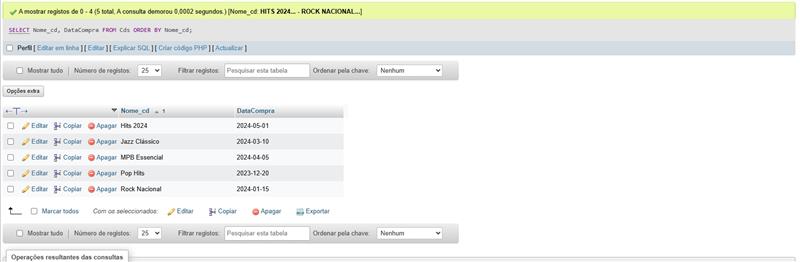 A mostrar registos de 0 - 4 (5 total, A consulta demorou 0,0002 segundos.) [Nome_cd: HITS 2024... - ROCK NACIONAL...]
SELECT Nome_cd, DataCompra FROM Cds ORDER BY Nome_cd;
Perfil [ Editar em linha ] [ Editar ] [ Explicar SQL ] [ Criar código PHP ] [ Actualizar ]
Mostrar tudo | Número de registos: 25 Filtrar registos: Pesquisar esta tabela Ordenar pela chave: Nenhum
Opções extra
←T→ Nome_cd 1 DataCompra
Editar Copiar Apagar Hits 2024 2024-05-01
Editar Copiar Apagar Jazz Clássico 2024-03-10
Editar Copiar Apagar MPB Essencial 2024-04-05
Editar Copiar Apagar Pop Hits 2023-12-20
Editar Copiar Apagar Rock Nacional 2024-01-15
Marcar todos Com os seleccionados: Editar Copiar Apagar Exportar
Mostrar tudo | Número de registos: 25 Filtrar registos: Pesquisar esta tabela Ordenar pela chave: Nenhum
Operações resultantes das consultas